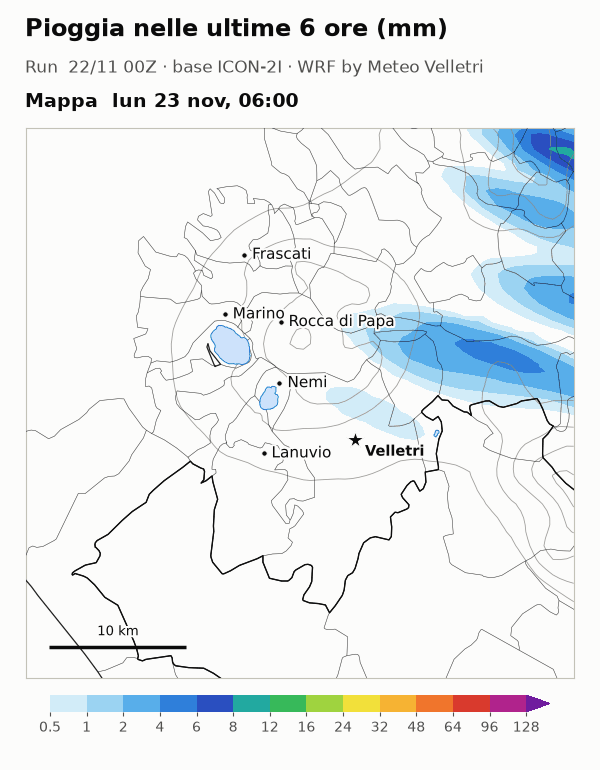 Pioggia nelle ultime 6 ore (mm)
Run  22/11 00Z · base ICON-2I · WRF by Meteo Velletri
Mappa  lun 23 nov, 06:00
Frascati
Marino
Rocca di Papa
Nemi
Velletri
Lanuvio
10 km
0.5 1 2 4 6 8 12 16 24 32 48 64 96 128